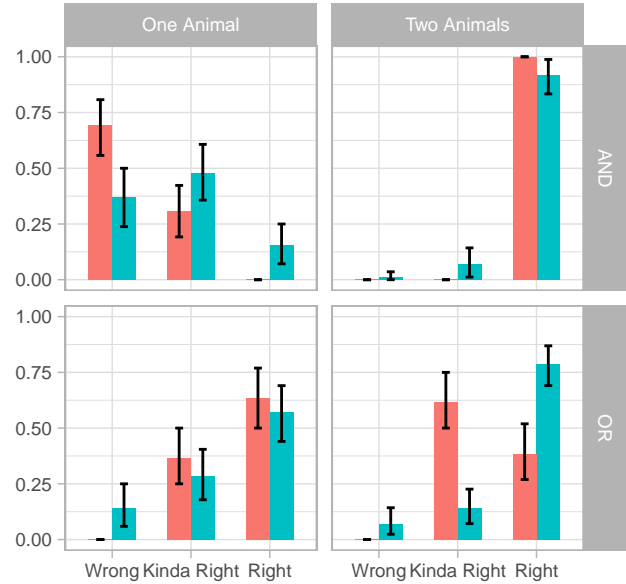 One Animal Two Animals
1.00
0.75
0.50
0.25
0.00
AND
1.00
0.75
0.50
0.25
0.00
OR
Wrong Kinda Right Right Wrong Kinda Right Right